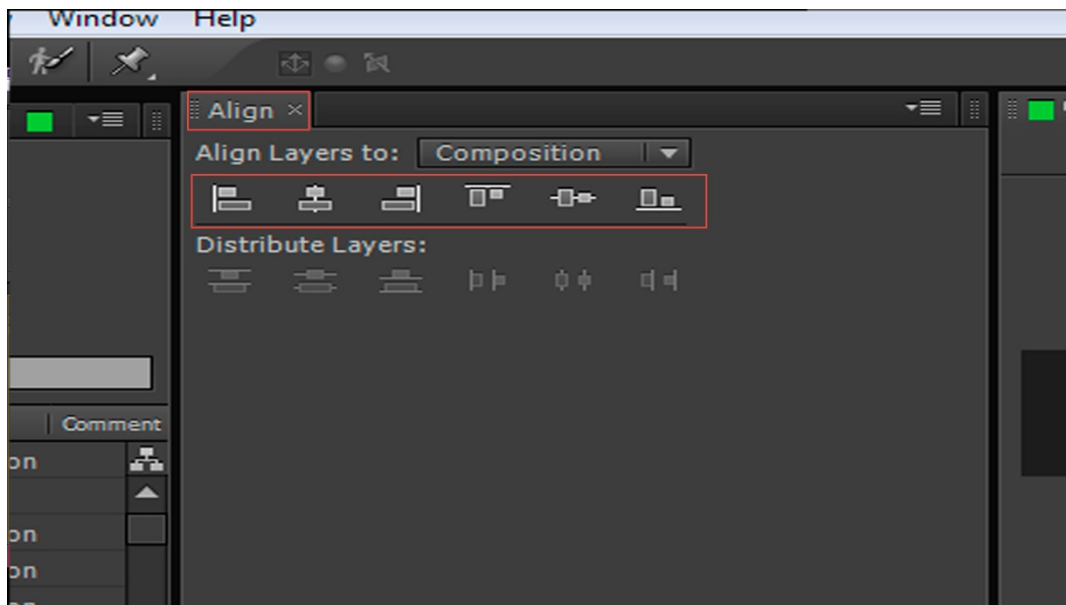 Window Help
Align ×
Align Layers to: Composition
Distribute Layers:
Comment
on
on
on